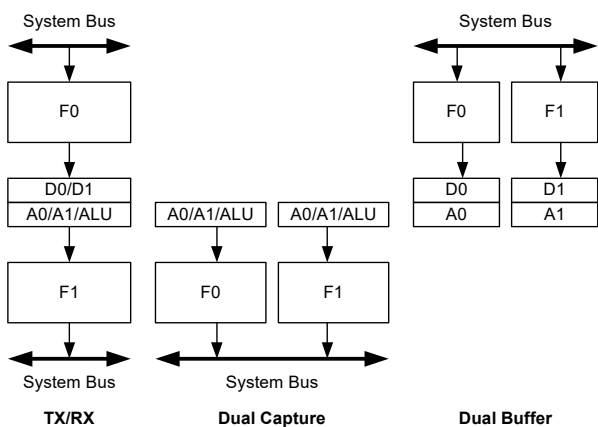 System Bus
F0
D0/D1
A0/A1/ALU
F1
System Bus
TX/RX
A0/A1/ALU
A0/A1/ALU
F0
F1
System Bus
Dual Capture
System Bus
F0
F1
D0
D1
A0
A1
Dual Buffer